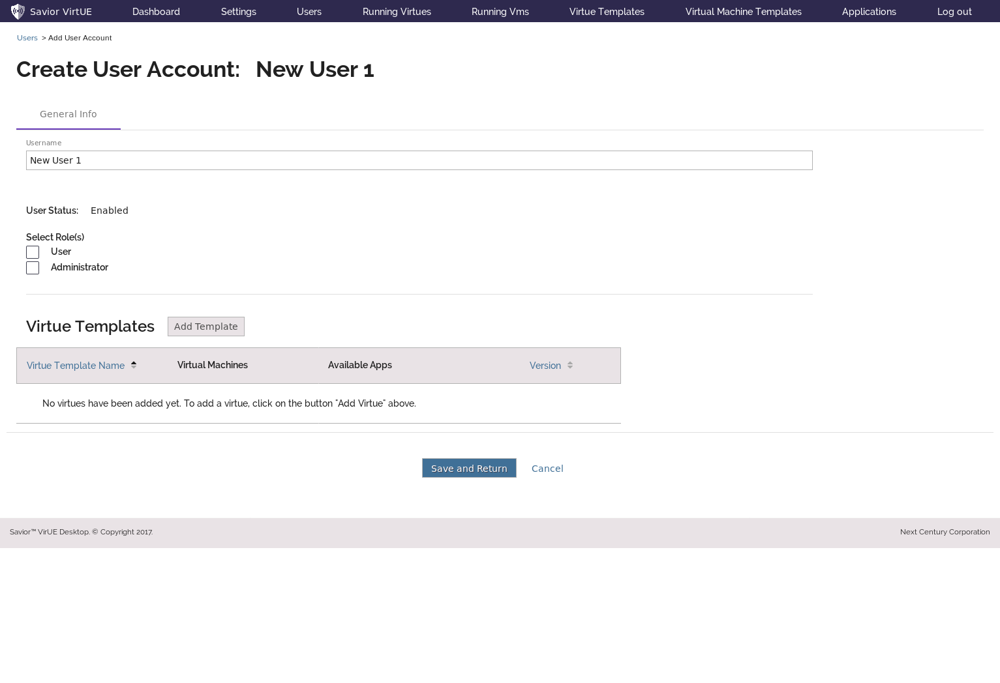 Savior VirtUE Dashboard Settings Users Running Virtues Running Vms Virtue Templates Virtual Machine Templates Applications Log out
Users > Add User Account
Create User Account: New User 1
General Info
Username
New User 1
User Status: Enabled
Select Role(s)
User
Administrator
Virtue Templates Add Template
Virtue Template Name Virtual Machines Available Apps Version
No virtues have been added yet. To add a virtue, click on the button "Add Virtue" above.
Save and Return Cancel
Savior™ VirUE Desktop. © Copyright 2017. Next Century Corporation